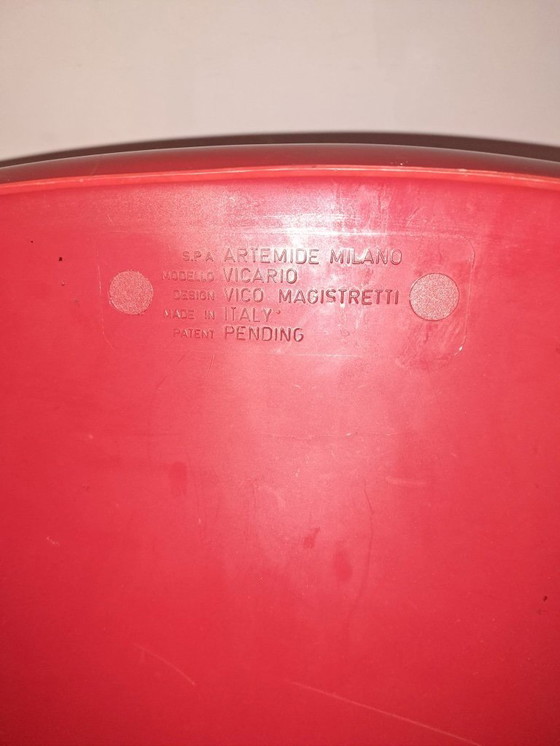 S.P.A ARTEMIDE MILANO
MODELLO VICARIO
DESIGN VICO MAGISTRETTI
MADE IN ITALY
PATENT PENDING